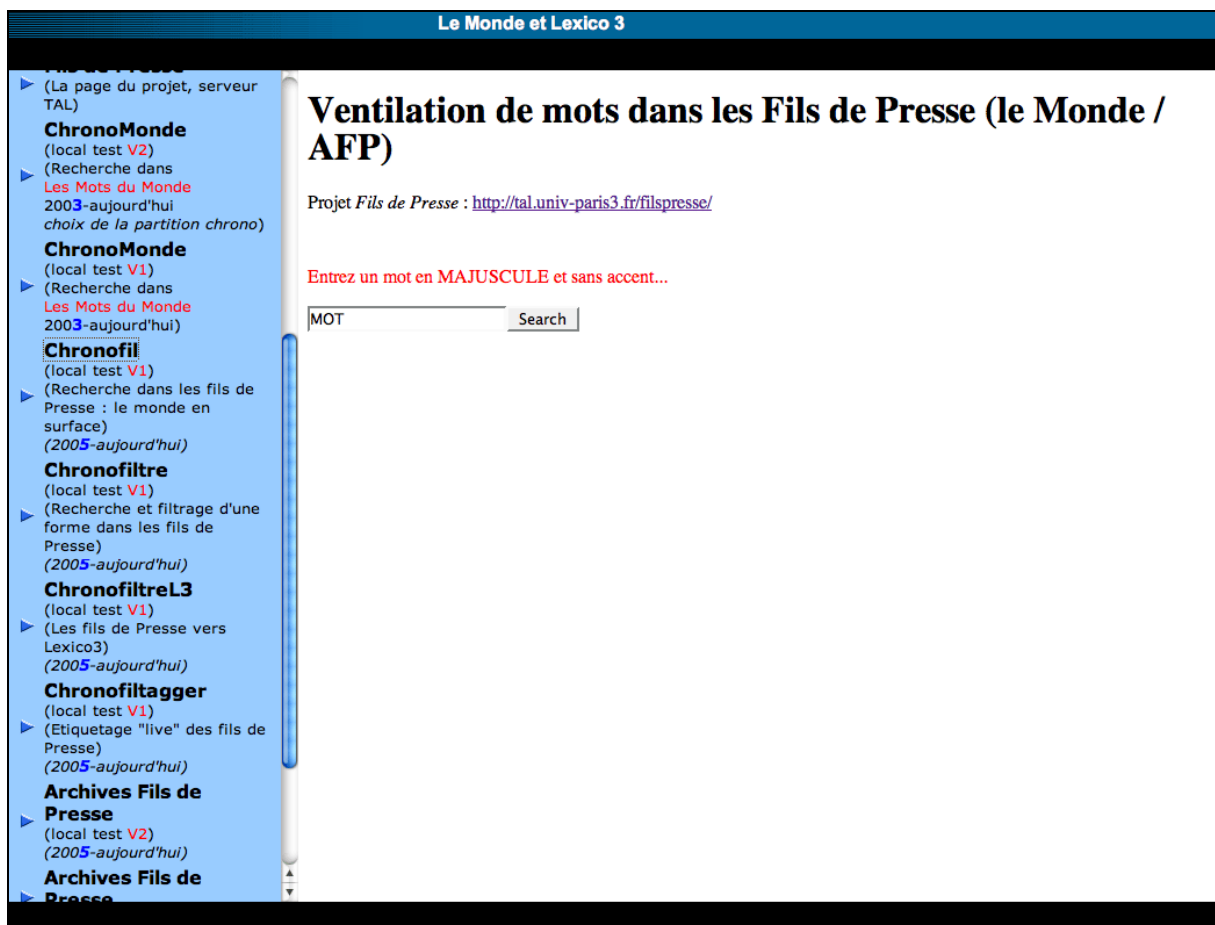 Le Monde et Lexico 3
Fils de Presse
(La page du projet, serveur
TAL)
ChronoMonde
(local test V2)
(Recherche dans
Les Mots du Monde
2003-aujourd'hui
choix de la partition chrono)
ChronoMonde
(local test V1)
(Recherche dans
Les Mots du Monde
2003-aujourd'hui)
Chronofil
(local test V1)
(Recherche dans les fils de
Presse : le monde en
surface)
(2005-aujourd'hui)
Chronofiltre
(local test V1)
(Recherche et filtrage d'une
forme dans les fils de
Presse)
(2005-aujourd'hui)
ChronofiltreL3
(local test V1)
(Les fils de Presse vers
Lexico3)
(2005-aujourd'hui)
Chronofiltagger
(local test V1)
(Etiquetage "live" des fils de
Presse)
(2005-aujourd'hui)
Archives Fils de
Presse
(local test V2)
(2005-aujourd'hui)
Archives Fils de
Presse
Ventilation de mots dans les Fils de Presse (le Monde /
AFP)
Projet Fils de Presse : http://tal.univ-paris3.fr/filspresse/
Entrez un mot en MAJUSCULE et sans accent...
MOT Search